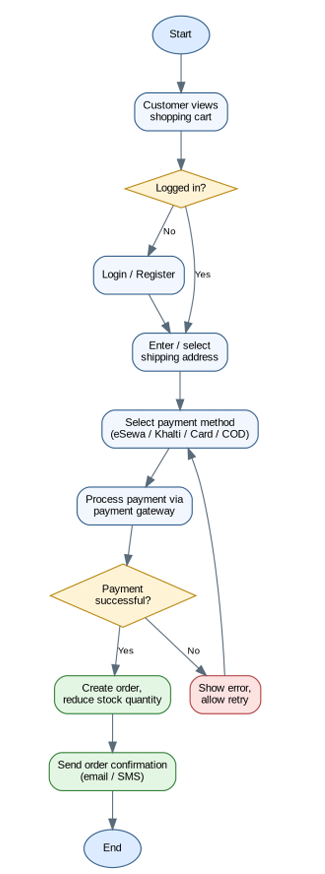 Start
Customer views
shopping cart
Logged in?
No
Login / Register
Yes
Enter / select
shipping address
Select payment method
(eSewa / Khalti / Card / COD)
Process payment via
payment gateway
Payment
successful?
Yes
No
Create order,
reduce stock quantity
Show error,
allow retry
Send order confirmation
(email / SMS)
End